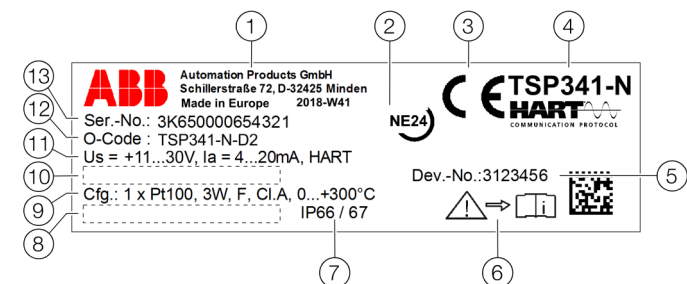 1
2
3
4
13
12
11
10
9
8
ABB
Automation Products GmbH
Schillerstraße 72, D-32425 Minden
Made in Europe 2018-W41
NE24
CE
TSP341-N
HART
COMMUNICATION PROTOCOL
Ser.-No.: 3K650000654321
O-Code : TSP341-N-D2
Us = +11...30V, Ia = 4...20mA, HART
Dev.-No.:3123456
5
Cfg.: 1 x Pt100, 3W, F, Cl.A, 0...+300°C
IP66 / 67
i
7
6